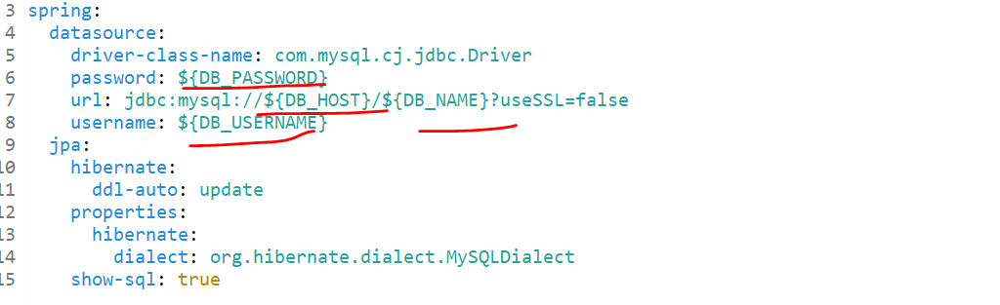 3 spring:
4   datasource:
5     driver-class-name: com.mysql.cj.jdbc.Driver
6     password: ${DB_PASSWORD}
7     url: jdbc:mysql://${DB_HOST}/${DB_NAME}?useSSL=false
8     username: ${DB_USERNAME}
9   jpa:
10     hibernate:
11       ddl-auto: update
12     properties:
13       hibernate:
14         dialect: org.hibernate.dialect.MySQLDialect
15     show-sql: true